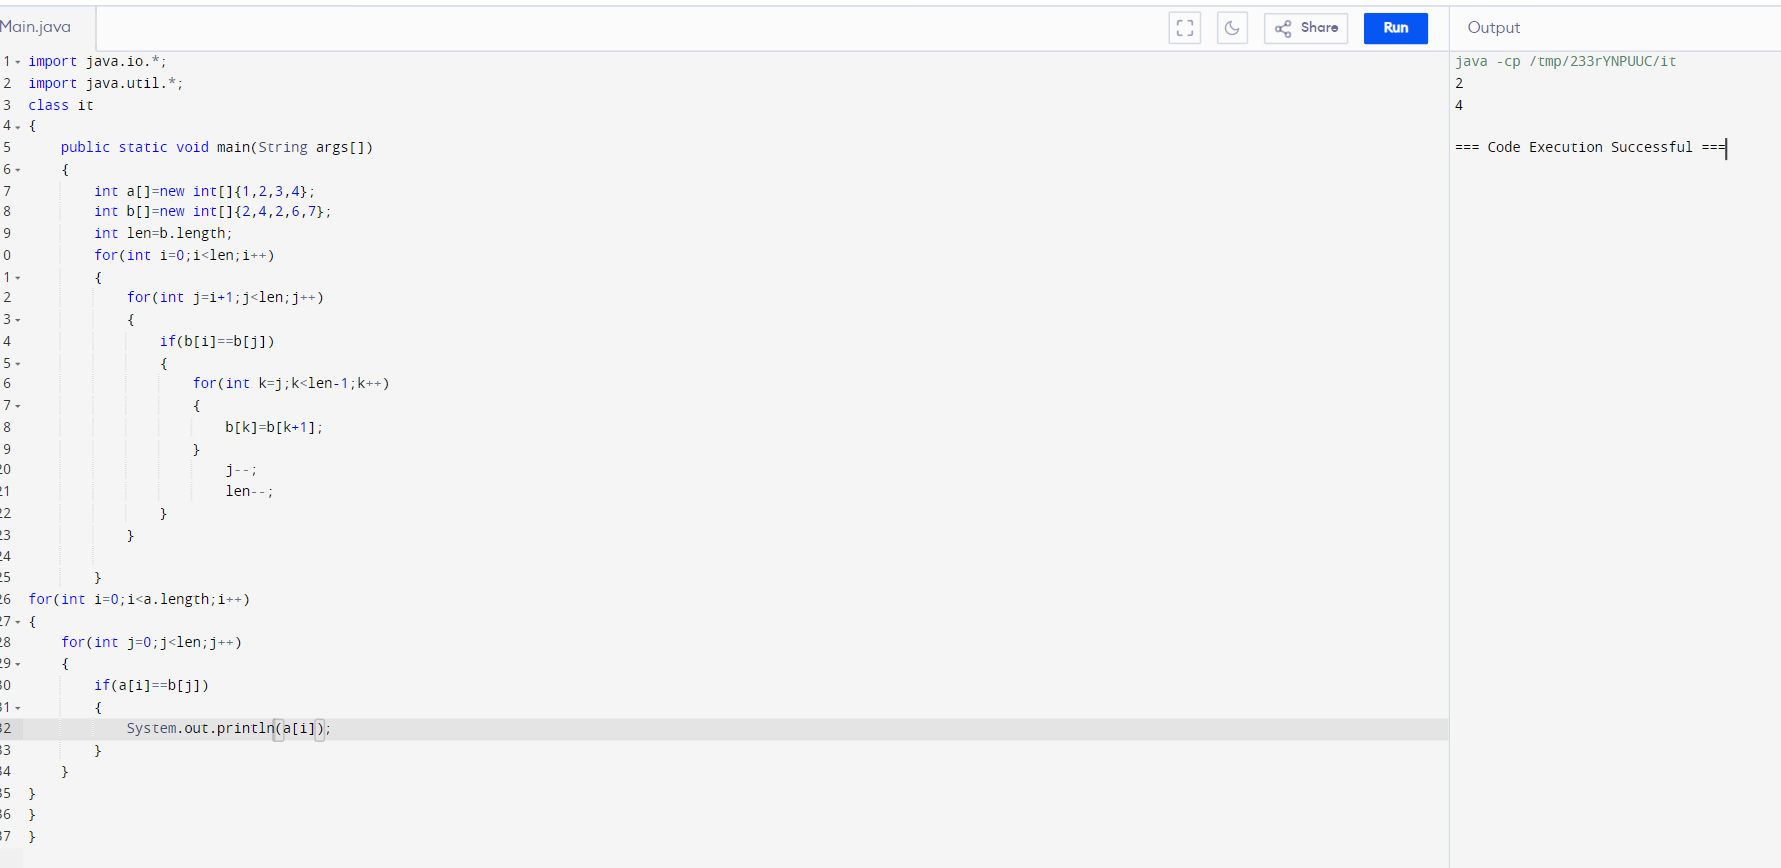 Main.java
Share
Run
Output
1 import java.io.*;
2 import java.util.*;
3 class it
4 {
5 public static void main(String args[])
6 {
7 int a[]=new int[]{1,2,3,4};
8 int b[]=new int[]{2,4,2,6,7};
9 int len=b.length;
0 for(int i=0;i<len;i++)
1 {
2 for(int j=i+1;j<len;j++)
3 {
4 if(b[i]==b[j])
5 {
6 for(int k=j;k<len-1;k++)
7 {
8 b[k]=b[k+1];
9 }
20 j--;
21 len--;
22 }
23 }
24
25 }
26 for(int i=0;i<a.length;i++)
27 {
28 for(int j=0;j<len;j++)
29 {
30 if(a[i]==b[j])
31 {
32 System.out.println(a[i]);
33 }
34 }
35 }
36 }
37 }
java -cp /tmp/233rYNPUUC/it
2
4
=== Code Execution Successful ===